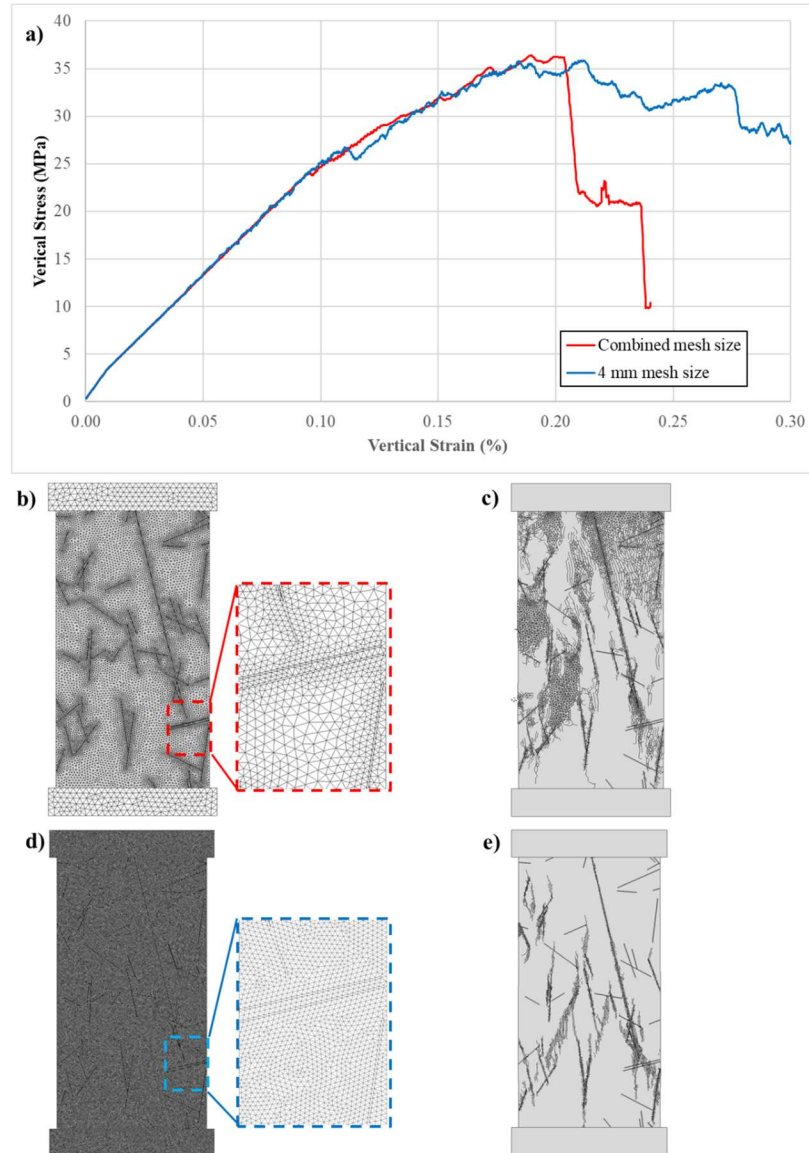 a)
40
35
30
25
20
15
10
5
0
Verical Stress (MPa)
0.00 0.05 0.10 0.15 0.20 0.25 0.30
Vertical Strain (%)
Combined mesh size
4 mm mesh size
b)
c)
d)
e)